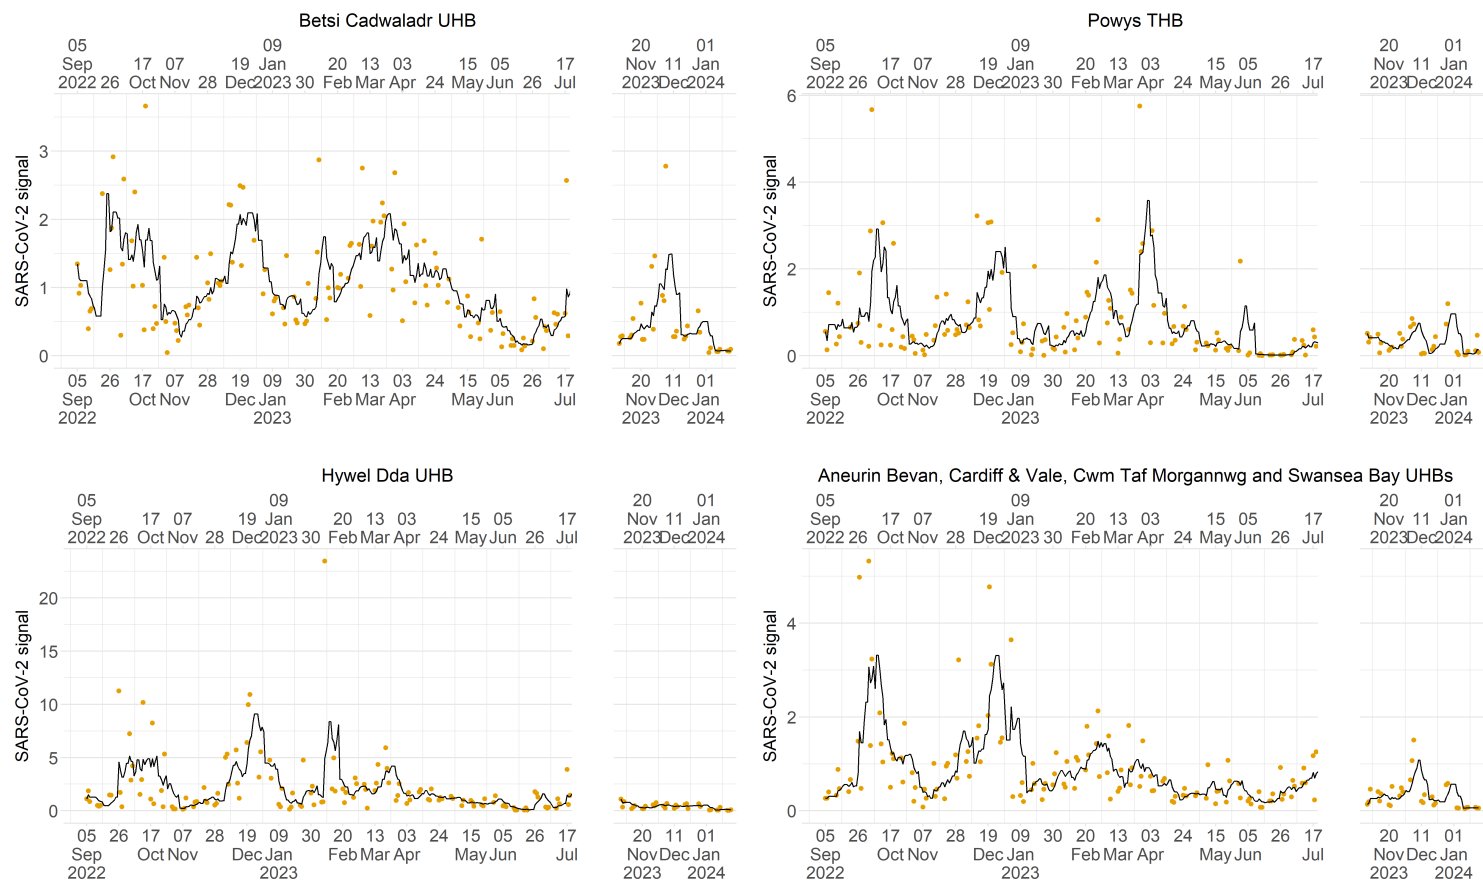 Betsi Cadwaladr UHB
05 09 20 01
Sep 17 07 19 Jan 13 03 15 05 17 Nov 11 Jan
2022 26 Oct Nov 28 Dec 2023 30 20 Feb Mar Apr 24 May Jun 26 Jul 2023 Dec 2024
SARS-CoV-2 signal
3
2
1
0
05 26 17 07 28 19 09 30 20 13 03 24 15 05 26 17 20 11 01
Sep Oct Nov Dec Jan Feb Mar Apr May Jun Jul Nov Dec Jan
2022 2023 2023 2024
Powys THB
05 09 20 01
Sep 17 07 19 Jan 20 13 03 15 05 17 Nov 11 Jan
2022 26 Oct Nov 28 Dec 2023 30 Feb Mar Apr 24 May Jun 26 Jul 2023 Dec 2024
SARS-CoV-2 signal
6
4
2
0
05 26 17 07 28 19 09 30 20 13 03 24 15 05 26 17 20 11 01
Sep Oct Nov Dec Jan Feb Mar Apr May Jun Jul Nov Dec Jan
2022 2023 2023 2024
Hywel Dda UHB
05 09 20 01
Sep 17 07 19 Jan 20 13 03 15 05 17 Nov 11 Jan
2022 26 Oct Nov 28 Dec 2023 30 Feb Mar Apr 24 May Jun 26 Jul 2023 Dec 2024
SARS-CoV-2 signal
20
15
10
5
0
05 26 17 07 28 19 09 30 20 13 03 24 15 05 26 17 20 11 01
Sep Oct Nov Dec Jan Feb Mar Apr May Jun Jul Nov Dec Jan
2022 2023 2023 2024
Aneurin Bevan, Cardiff & Vale, Cwm Taf Morgannwg and Swansea Bay UHBs
05 09 20 01
Sep 17 07 19 Jan 20 13 03 15 05 17 Nov 11 Jan
2022 26 Oct Nov 28 Dec 2023 30 Feb Mar Apr 24 May Jun 26 Jul 2023 Dec 2024
SARS-CoV-2 signal
4
2
0
05 26 17 07 28 19 09 30 20 13 03 24 15 05 26 17 20 11 01
Sep Oct Nov Dec Jan Feb Mar Apr May Jun Jul Nov Dec Jan
2022 2023 2023 2024